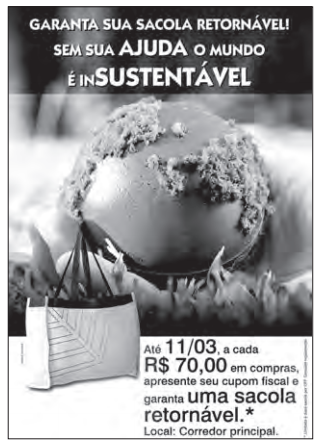 GARANTA SUA SACOLA RETORNÁVEL!
SEM SUA AJUDA O MUNDO
É INSUSTENTÁVEL
Até 11/03, a cada
R$ 70,00 em compras,
apresente seu cupom fiscal e
garanta uma sacola
retornável.*
Local: Corredor principal.